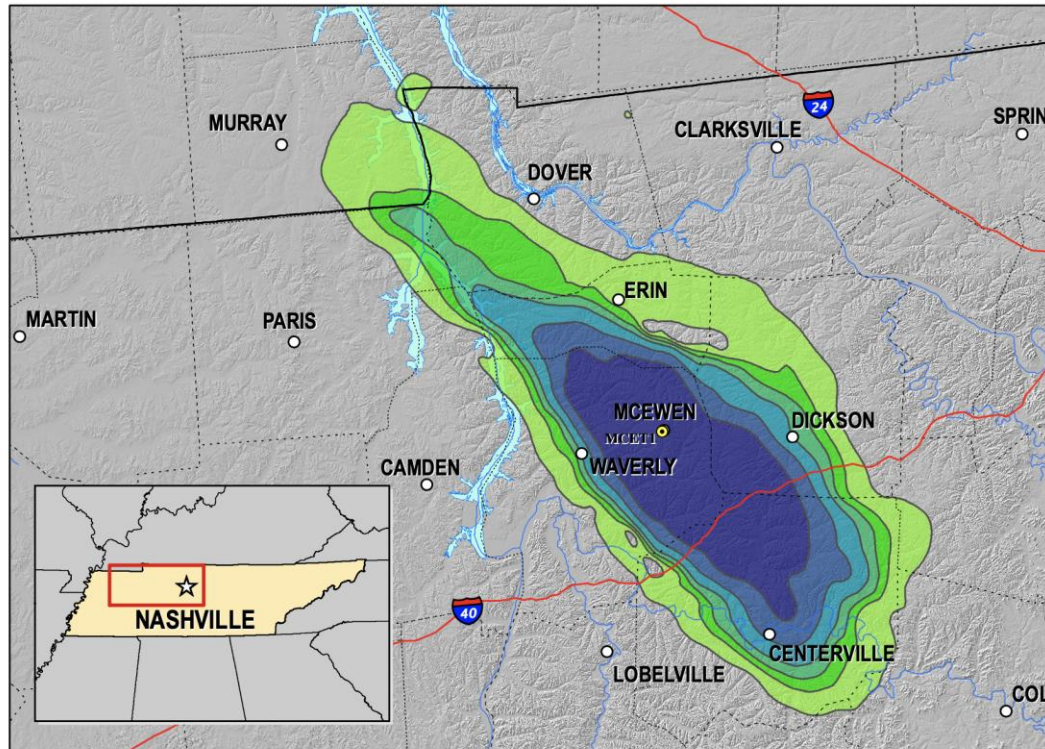 24
SPRIN
MURRAY
CLARKSVILLE
DOVER
ERIN
MARTIN
PARIS
MCEWEN
MCET1
DICKSON
WAVERLY
CAMDEN
40
NASHVILLE
CENTERVILLE
LOBELVILLE
COL